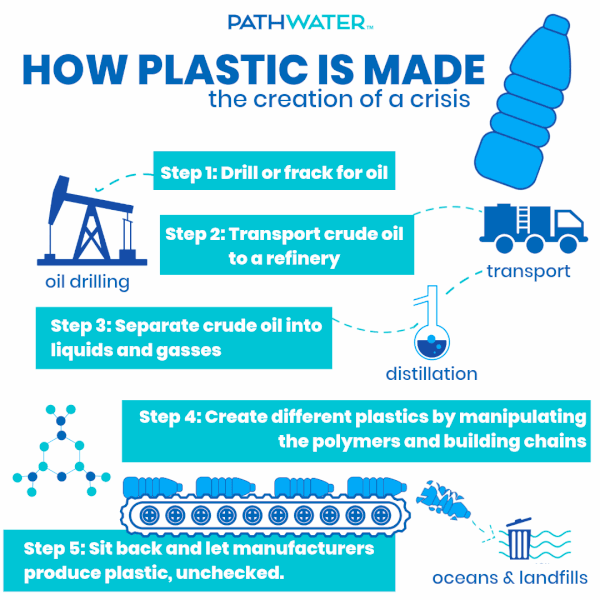 PATHWATER™
HOW PLASTIC IS MADE
the creation of a crisis
Step 1: Drill or frack for oil
oil drilling
Step 2: Transport crude oil
to a refinery
transport
Step 3: Separate crude oil into
liquids and gasses
distillation
Step 4: Create different plastics by manipulating
the polymers and building chains
Step 5: Sit back and let manufacturers
produce plastic, unchecked.
oceans & landfills